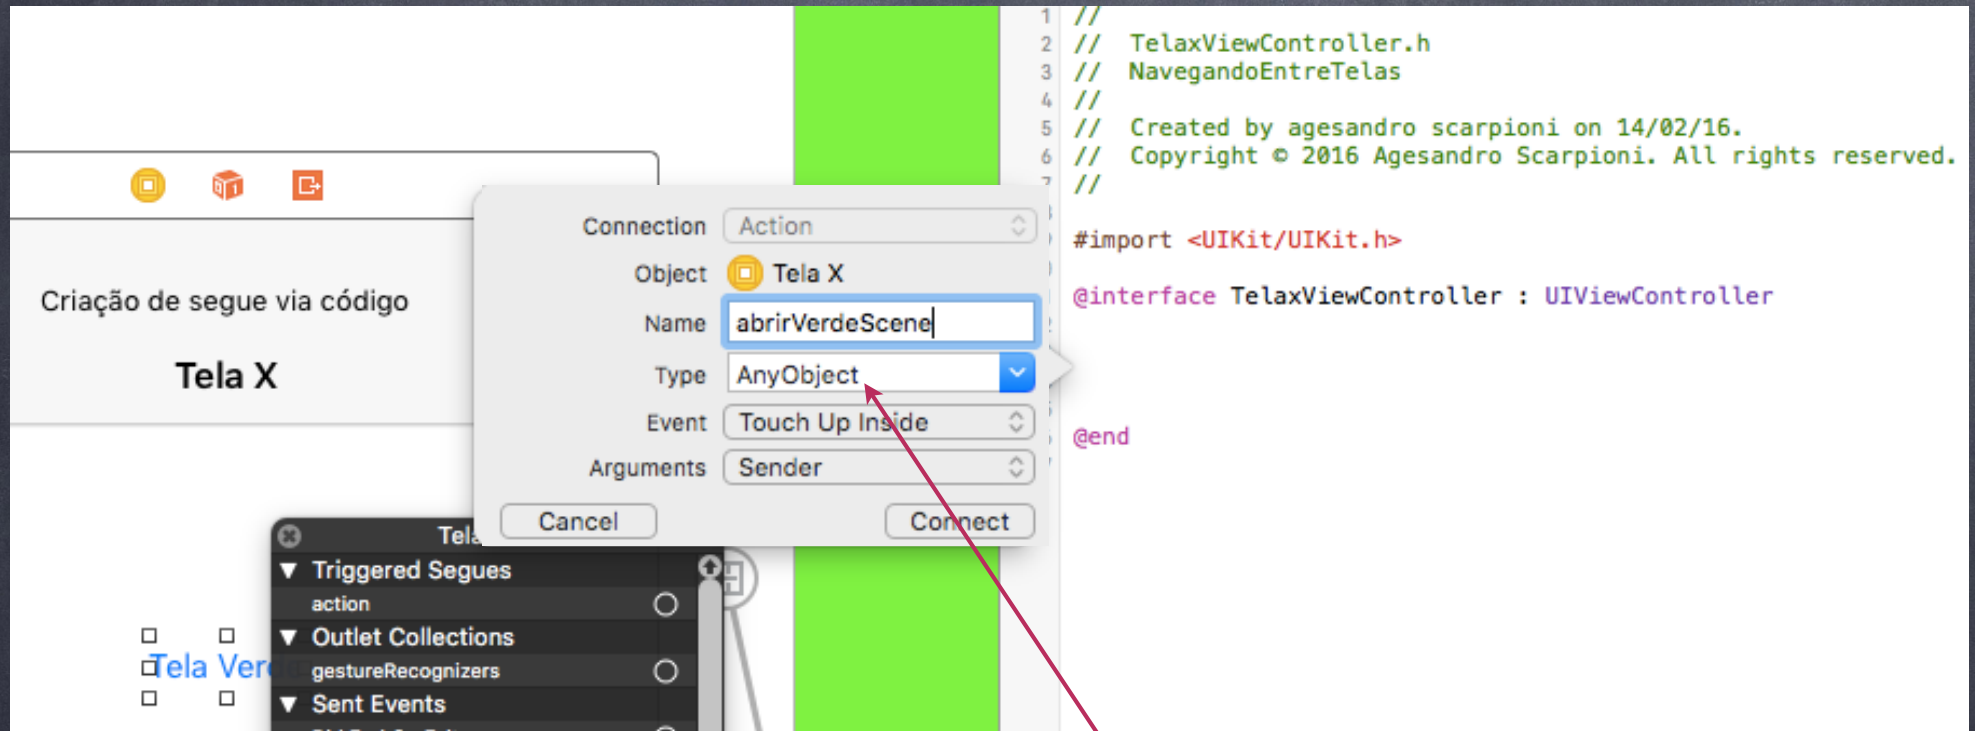 1 //
2 // TelaxViewController.h
3 // NavegandoEntreTelas
4 //
5 // Created by agesandro scarpioni on 14/02/16.
6 // Copyright © 2016 Agesandro Scarpioni. All rights reserved.
7 //
#import <UIKit/UIKit.h>
@interface TelaxViewController : UIViewController
@end
Criação de segue via código
Tela X
Connection Action
Object Tela X
Name abrirVerdeScene
Type AnyObject
Event Touch Up Inside
Arguments Sender
Cancel Connect
Triggered Segues
action
Outlet Collections
gestureRecognizers
Sent Events
Tela